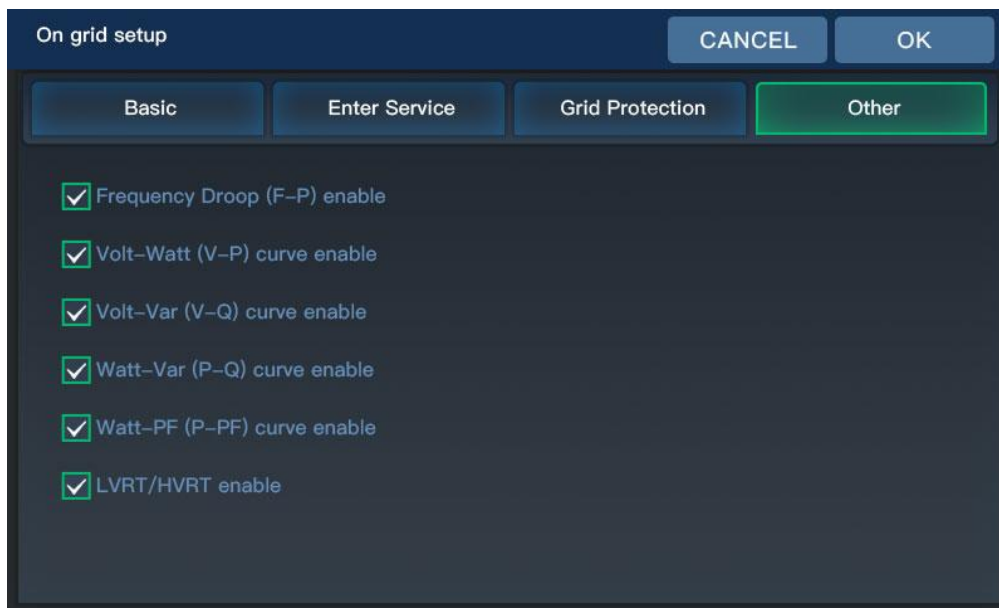 On grid setup
CANCEL
OK
Basic
Enter Service
Grid Protection
Other
Frequency Droop (F–P) enable
Volt–Watt (V–P) curve enable
Volt–Var (V–Q) curve enable
Watt–Var (P–Q) curve enable
Watt–PF (P–PF) curve enable
LVRT/HVRT enable